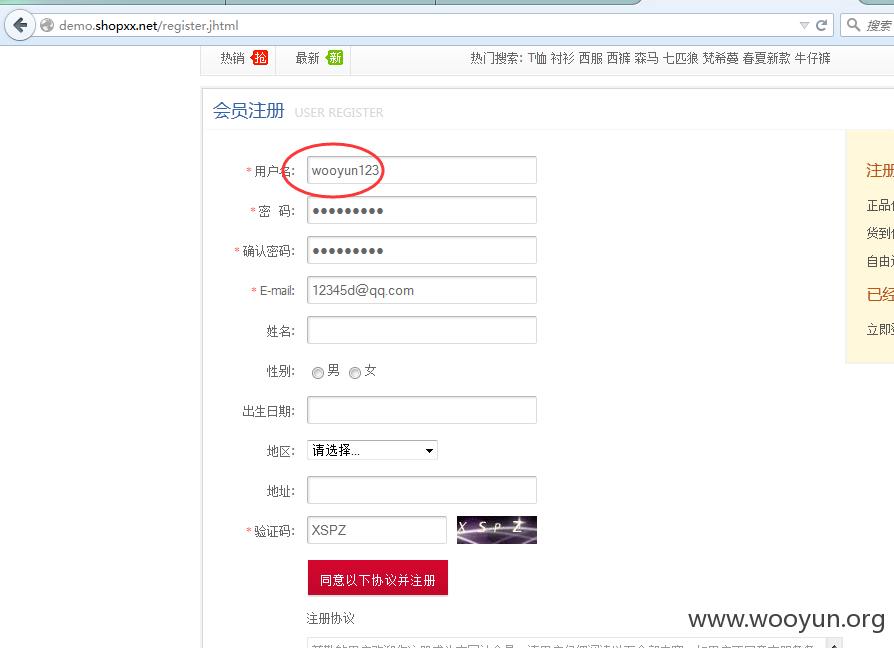 demo.shopxx.net/register.jhtml
搜索
热销 抢 最新 新 热门搜索: T恤 衬衫 西服 西裤 森马 七匹狼 梵希蔓 春夏新款 牛仔裤
会员注册 USER REGISTER
*用户名: wooyun123
*密 码: ●●●●●●●●●
*确认密码: ●●●●●●●●●
*E-mail: 12345d@qq.com
姓名:
性别: 男 女
出生日期:
地区: 请选择...
地址:
*验证码: XSPZ X S P Z
同意以下协议并注册
注册协议
注册
正品
货到
自由
已经
立即
www.wooyun.org